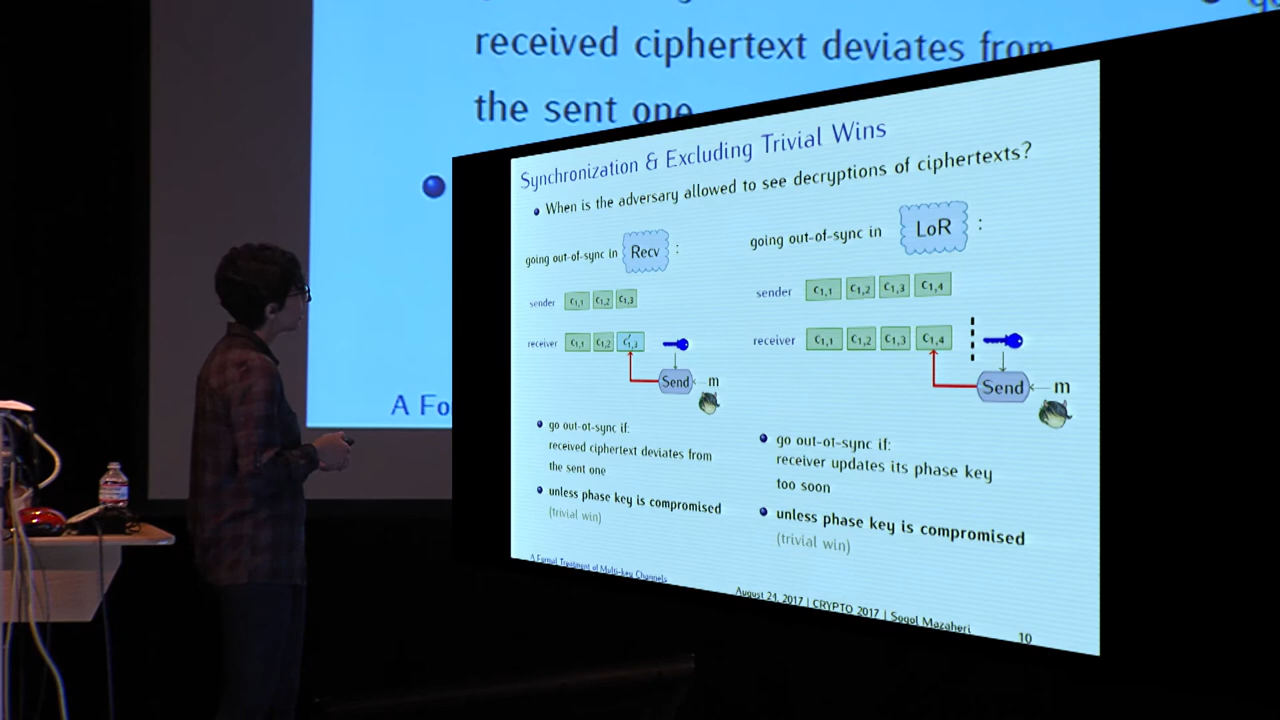 received ciphertext deviates from
the sent one
A Fo
Synchronization & Excluding Trivial Wins
When is the adversary allowed to see decryptions of ciphertexts?
going out-of-sync in Recv :
sender C1,1 C1,2 C1,3
receiver C1,1 C1,2 C'1,3
Send m
go out-of-sync if:
received ciphertext deviates from
the sent one
unless phase key is compromised
(trivial win)
going out-of-sync in LoR :
sender C1,1 C1,2 C1,3 C1,4
receiver C1,1 C1,2 C1,3 C1,4
Send m
go out-of-sync if:
receiver updates its phase key
too soon
unless phase key is compromised
(trivial win)
A Formal Treatment of Multi-key Channels
August 24, 2017 | CRYPTO 2017 | Sogol Mazaheri
10